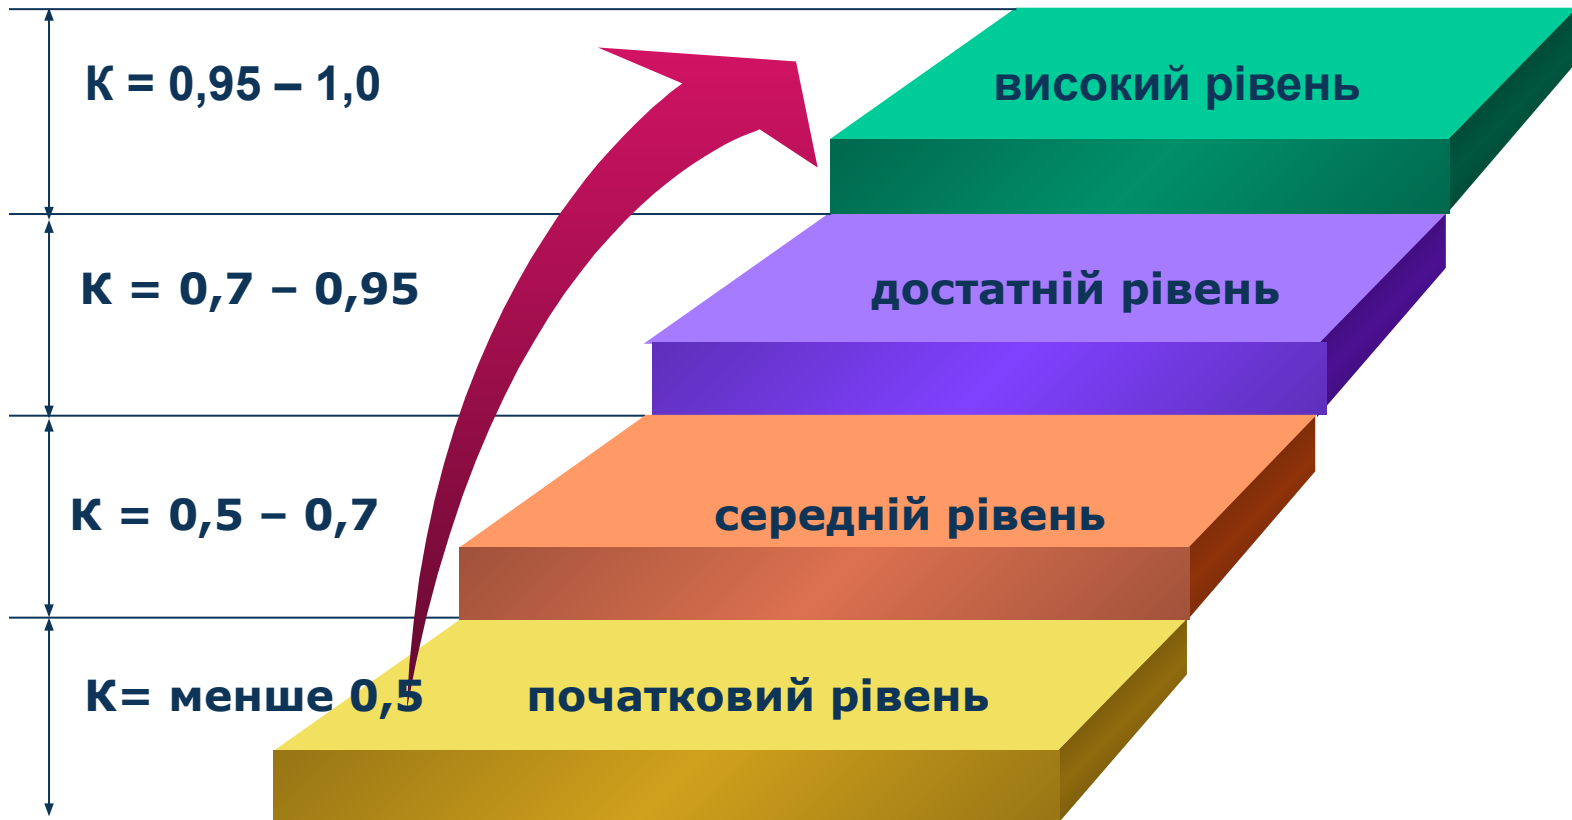 К = 0,95 – 1,0
високий рівень
К = 0,7 – 0,95
достатній рівень
К = 0,5 – 0,7
середній рівень
К= менше 0,5
початковий рівень